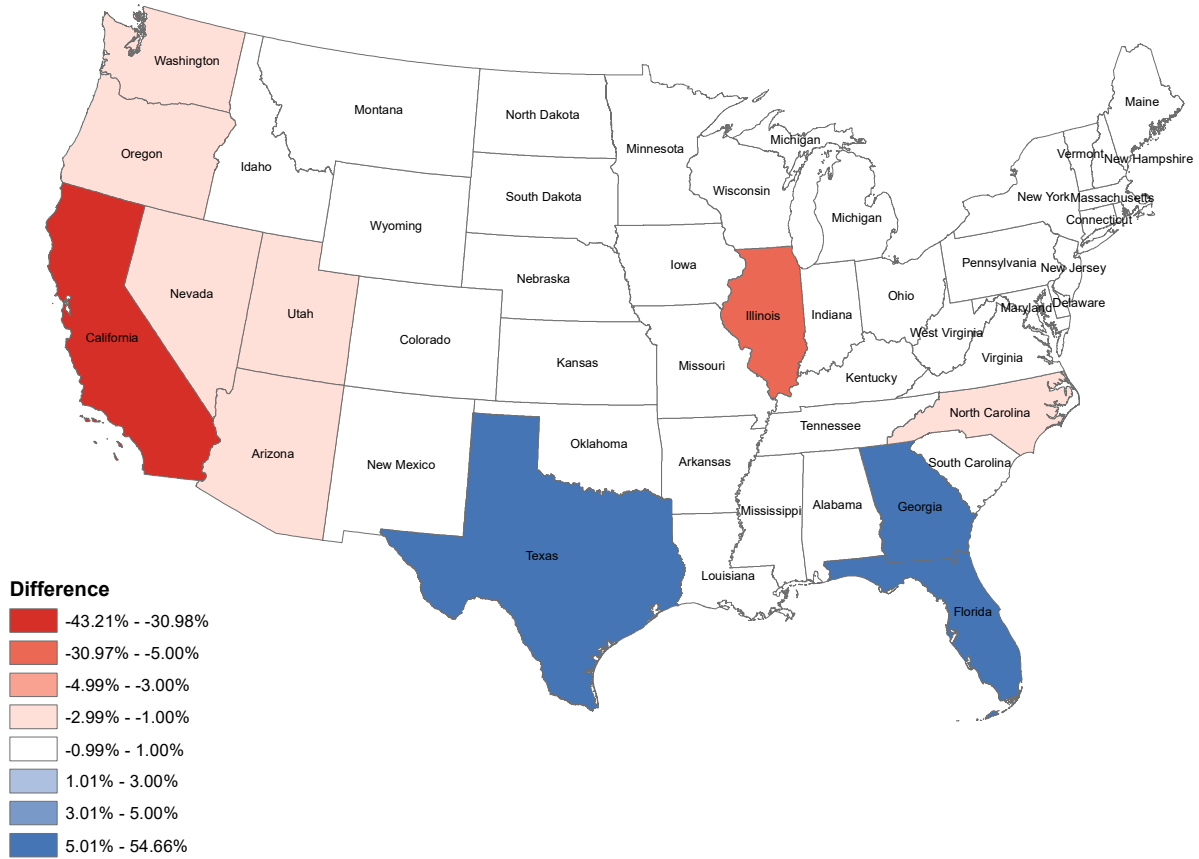 Washington
Maine
Montana
North Dakota
Michigan
Minnesota
Oregon
Vermont
New Hampshire
Idaho
Wisconsin
South Dakota
New York
Massachusetts
Michigan
Connecticut
Wyoming
Pennsylvania
Iowa
New Jersey
Nebraska
Nevada
Ohio
Delaware
Maryland
Utah
Illinois
Indiana
West Virginia
California
Colorado
Virginia
Kansas
Missouri
Kentucky
North Carolina
Tennessee
Oklahoma
Arizona
Arkansas
South Carolina
New Mexico
Alabama
Georgia
Mississippi
Texas
Louisiana
Florida
Difference
-43.21% - -30.98%
-30.97% - -5.00%
-4.99% - -3.00%
-2.99% - -1.00%
-0.99% - 1.00%
1.01% - 3.00%
3.01% - 5.00%
5.01% - 54.66%